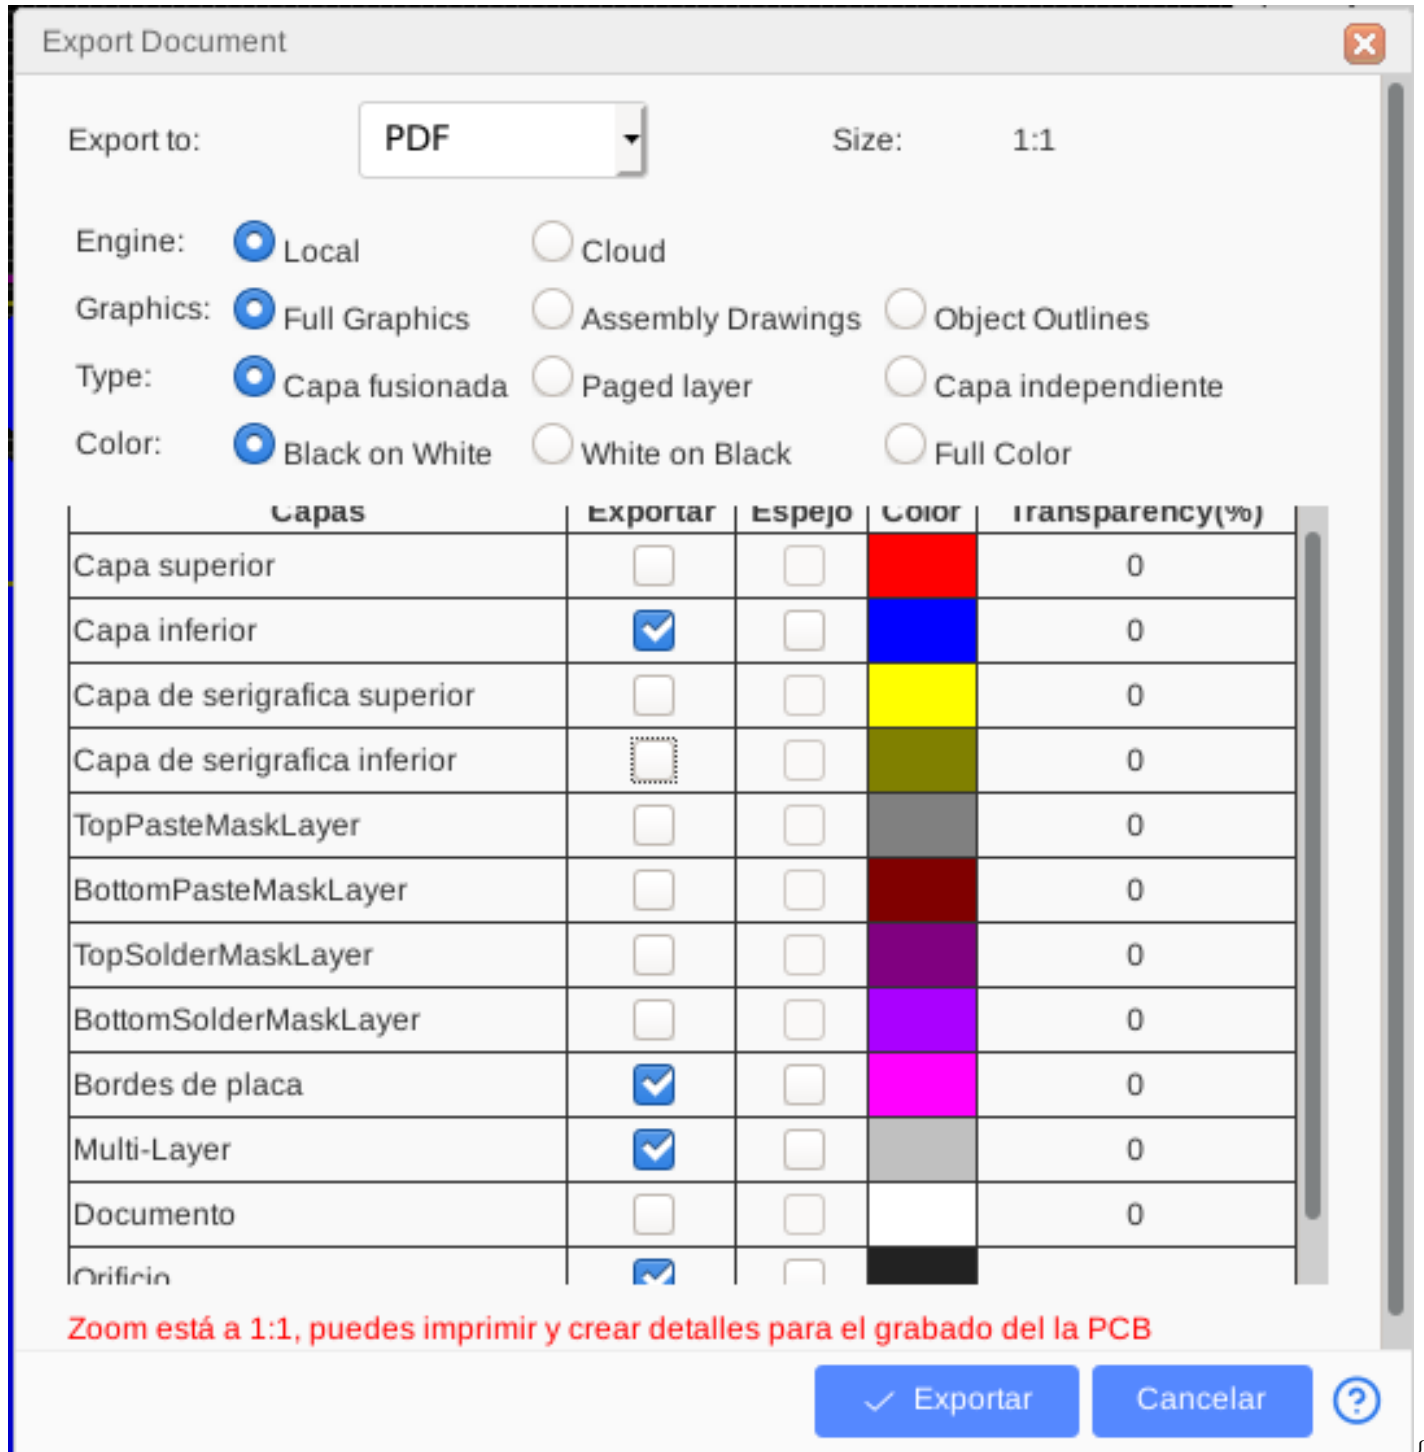 Export Document
Export to: PDF Size: 1:1
Engine: Local Cloud
Graphics: Full Graphics Assembly Drawings Object Outlines
Type: Capa fusionada Paged layer Capa independiente
Color: Black on White White on Black Full Color
Capas Exportar Espejo Color Transparency(%)
Capa superior 0
Capa inferior 0
Capa de serigrafica superior 0
Capa de serigrafica inferior 0
TopPasteMaskLayer 0
BottomPasteMaskLayer 0
TopSolderMaskLayer 0
BottomSolderMaskLayer 0
Bordes de placa 0
Multi-Layer 0
Documento 0
Orificio
Zoom está a 1:1, puedes imprimir y crear detalles para el grabado del la PCB
Exportar Cancelar ?